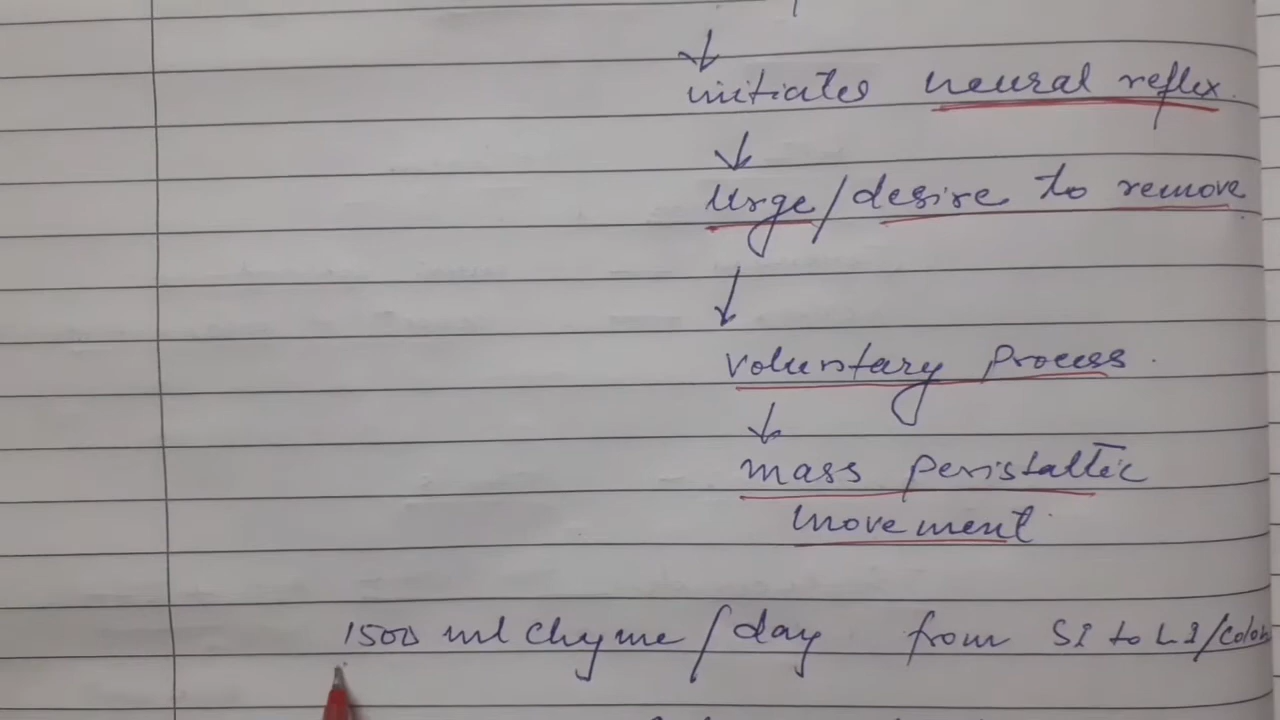 ↓
initiates neural reflex.
↓
urge/desire to remove
↓
voluntary process.
↓
mass peristaltic
movement
1500 ml chyme/day from SI to LI/colon